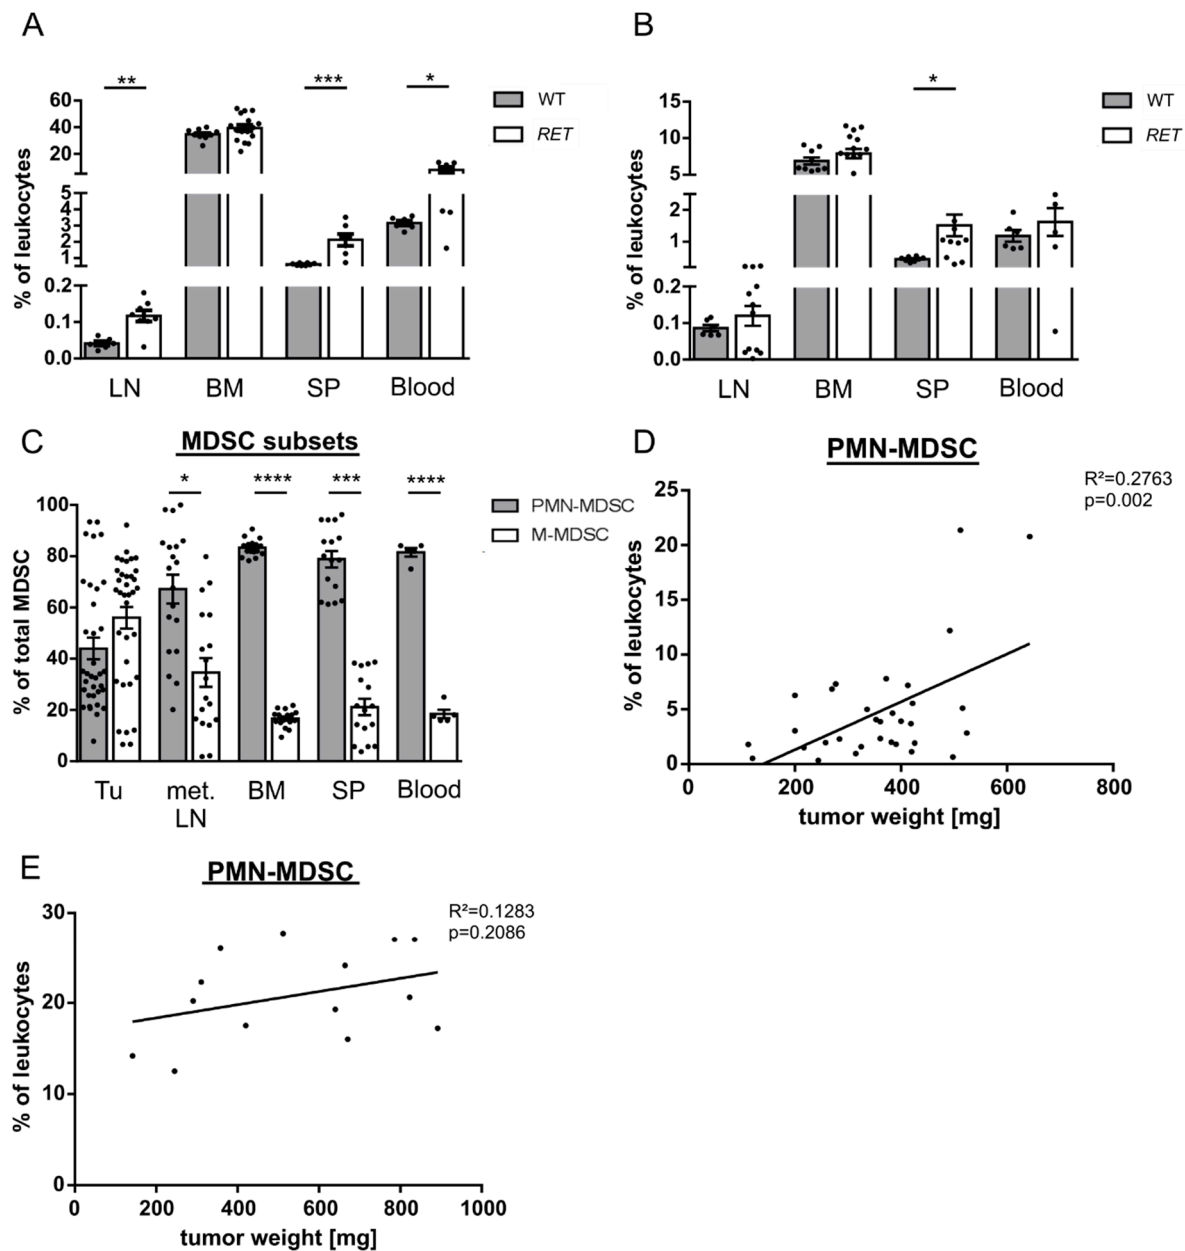 A
**
***
*
WT
RET
60
40
20
5
4
3
2
1
0.2
0.1
0.0
% of leukocytes
LN
BM
SP
Blood
B
*
WT
RET
15
10
5
2
1
0.2
0.1
0.0
% of leukocytes
LN
BM
SP
Blood
C
MDSC subsets
*
****
***
****
PMN-MDSC
M-MDSC
100
80
60
40
20
0
% of total MDSC
Tu
met.
LN
BM
SP
Blood
D
PMN-MDSC
R²=0.2763
p=0.002
25
20
15
10
5
0
% of leukocytes
0 200 400 600 800
tumor weight [mg]
E
PMN-MDSC
R²=0.1283
p=0.2086
30
20
10
0
% of leukocytes
0 200 400 600 800 1000
tumor weight [mg]